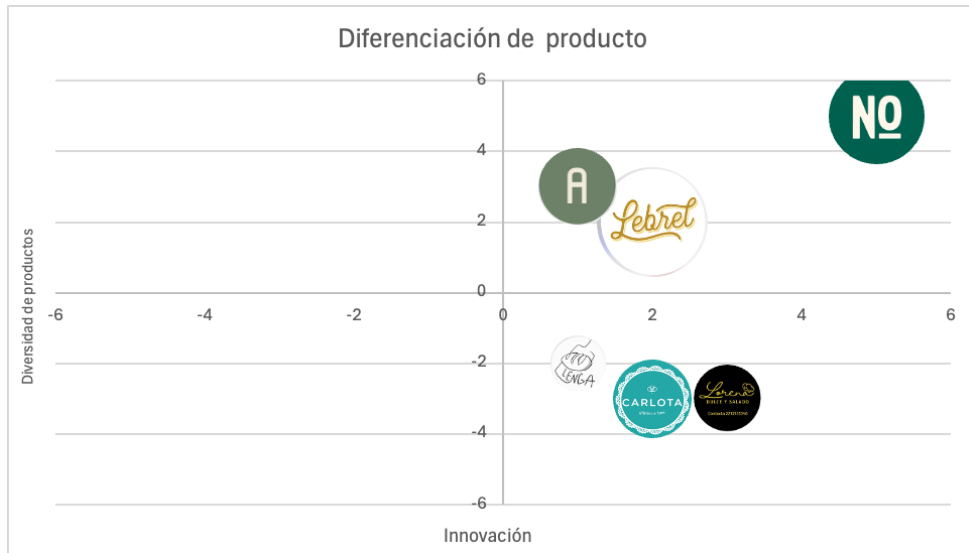 Diferenciación de producto
Diversidad de productos
6
4
2
0
-2
-4
-6
-6
-4
-2
0
2
4
6
NO
A
Lebrel
LENGA
CARLOTA
Lorena
DULCE Y SALADO
Innovación